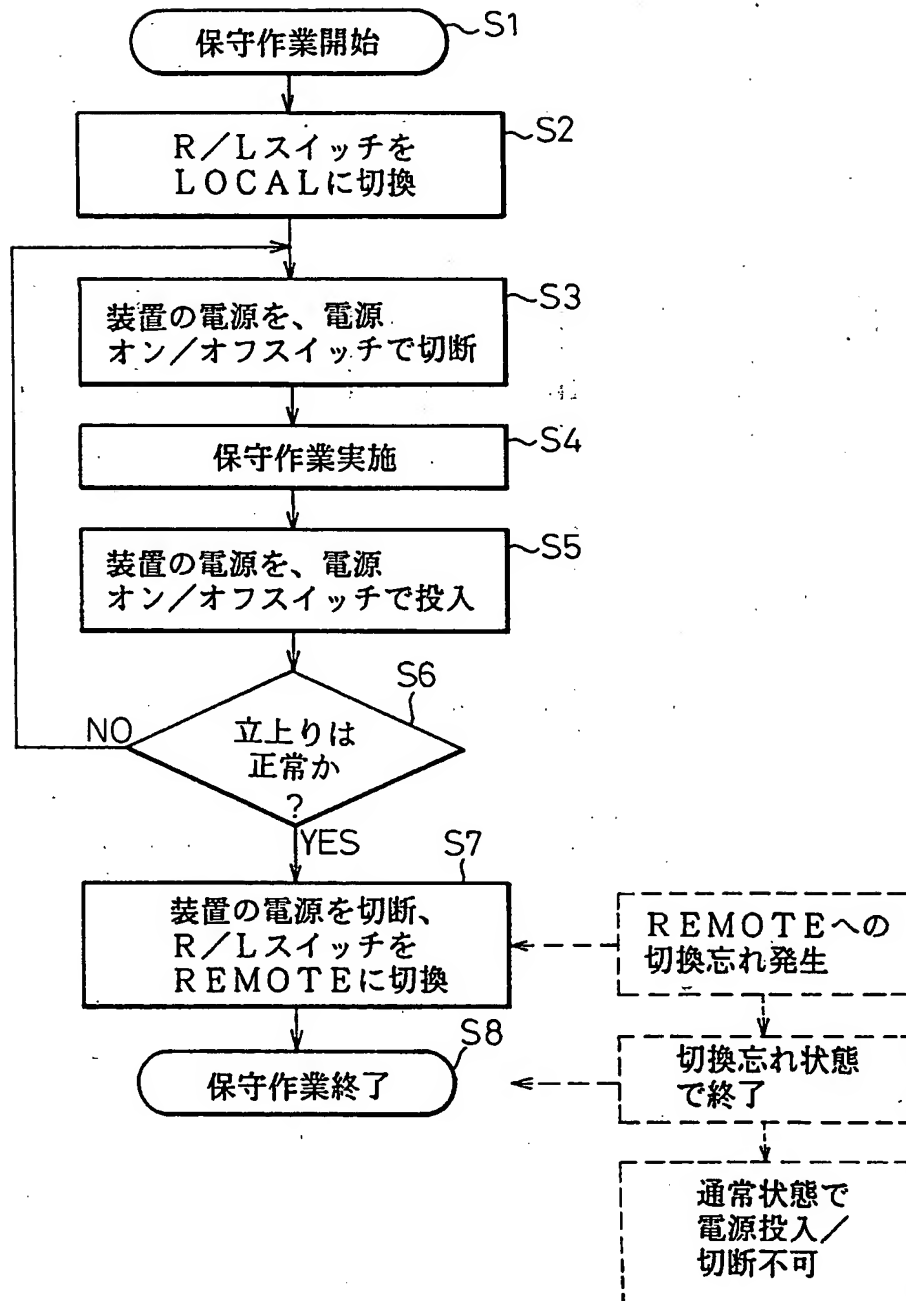 保守作業開始
S1
R/Lスイッチを
LOCALに切換
S2
装置の電源を、電源
オン/オフスイッチで切断
S3
保守作業実施
S4
装置の電源を、電源
オン/オフスイッチで投入
S5
立上りは
正常か
?
S6
NO
YES
装置の電源を切断、
R/Lスイッチを
REMOTEに切換
S7
REMOTEへの
切換忘れ発生
保守作業終了
S8
切換忘れ状態
で終了
通常状態で
電源投入/
切断不可